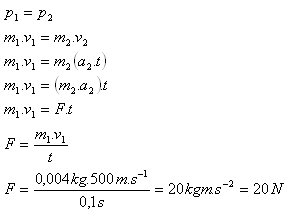 p₁ = p₂
m₁.v₁ = m₂.v₂
m₁.v₁ = m₂(a₂.t)
m₁.v₁ = (m₂.a₂).t
m₁.v₁ = F.t
F = m₁.v₁ / t
F = 0,004kg.500m.s⁻¹ / 0,1s = 20kgms⁻² = 20N